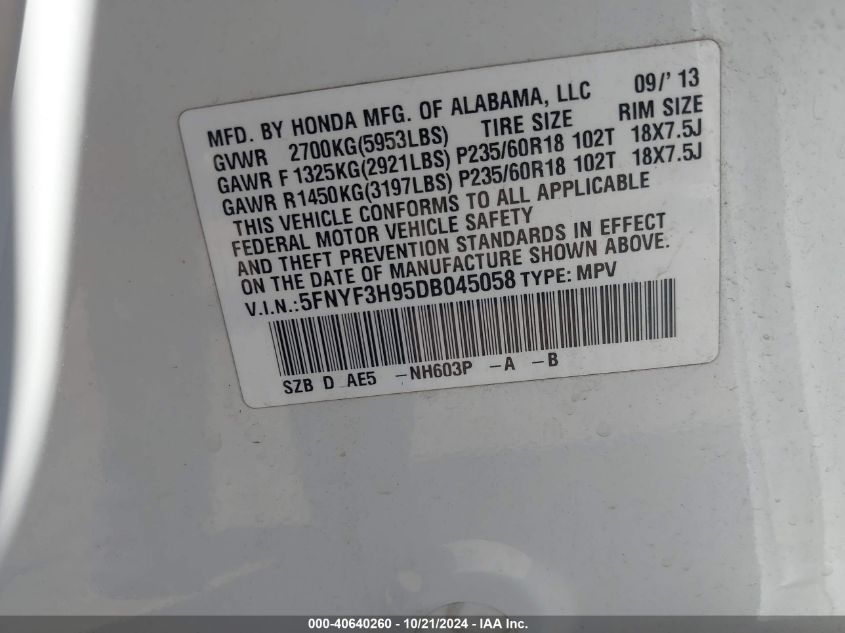 MFD. BY HONDA MFG. OF ALABAMA, LLC 09/'13
GVWR 2700KG(5953LBS) TIRE SIZE RIM SIZE
GAWR F 1325KG(2921LBS) P235/60R18 102T 18X7.5J
GAWR R1450KG(3197LBS) P235/60R18 102T 18X7.5J
THIS VEHICLE CONFORMS TO ALL APPLICABLE
FEDERAL MOTOR VEHICLE SAFETY
AND THEFT PREVENTION STANDARDS IN EFFECT
ON THE DATE OF MANUFACTURE SHOWN ABOVE.
V.I.N.:5FNYF3H95DB045058 TYPE: MPV
SZB D AE5 -NH603P -A -B
000-40640260 - 10/21/2024 - IAA Inc.